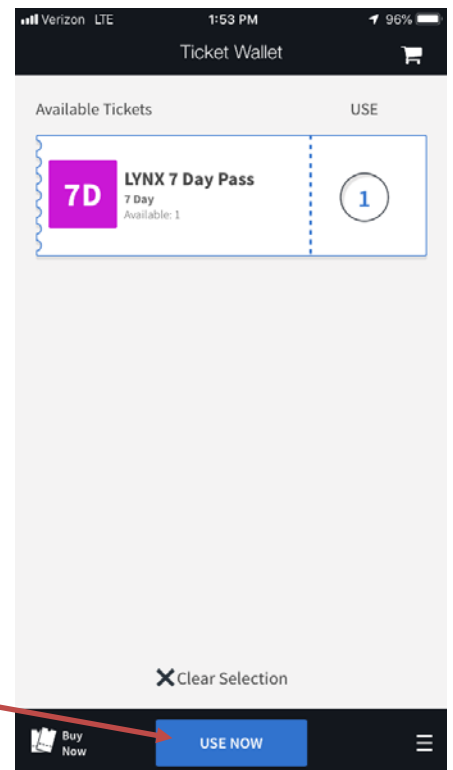 Verizon LTE 1:53 PM 96%
Ticket Wallet
Available Tickets USE
7D
LYNX 7 Day Pass
7 Day
Available: 1
1
Clear Selection
Buy
Now
USE NOW